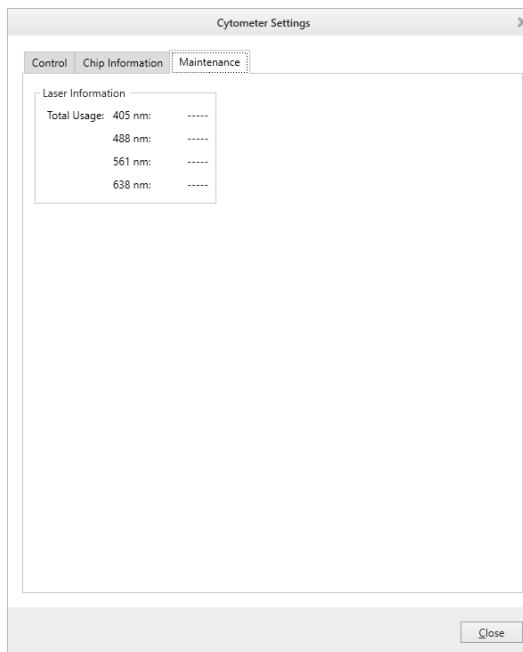 Cytometer Settings
Control Chip Information Maintenance
Laser Information
Total Usage: 405 nm: -----
488 nm: -----
561 nm: -----
638 nm: -----
Close